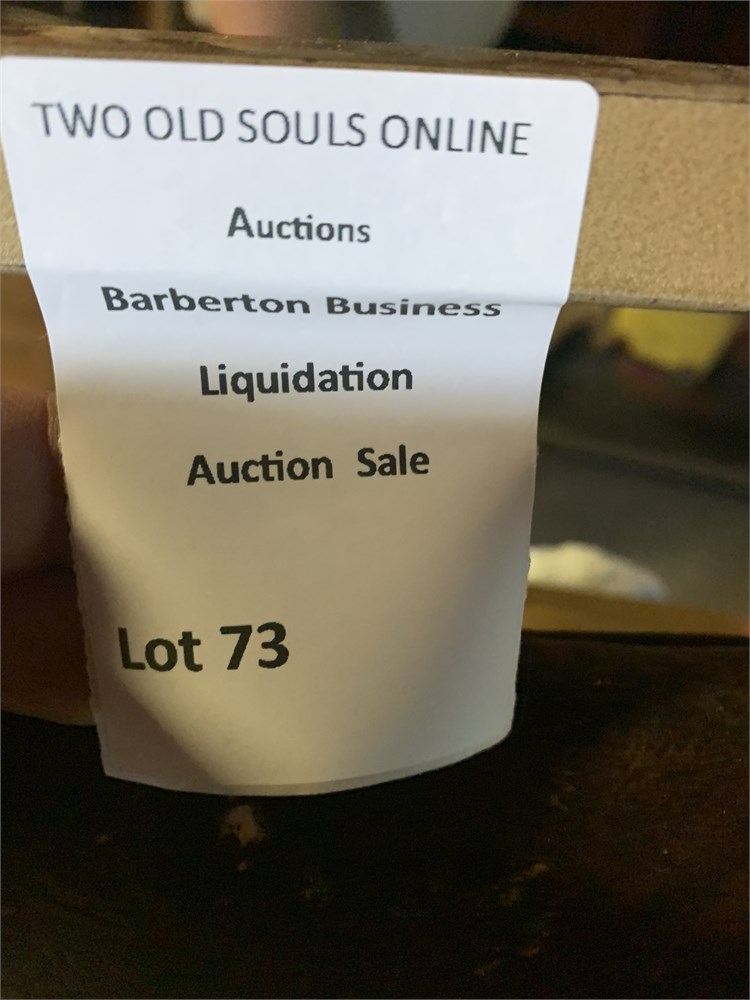 TWO OLD SOULS ONLINE
Auctions
Barberton Business
Liquidation
Auction Sale
Lot 73